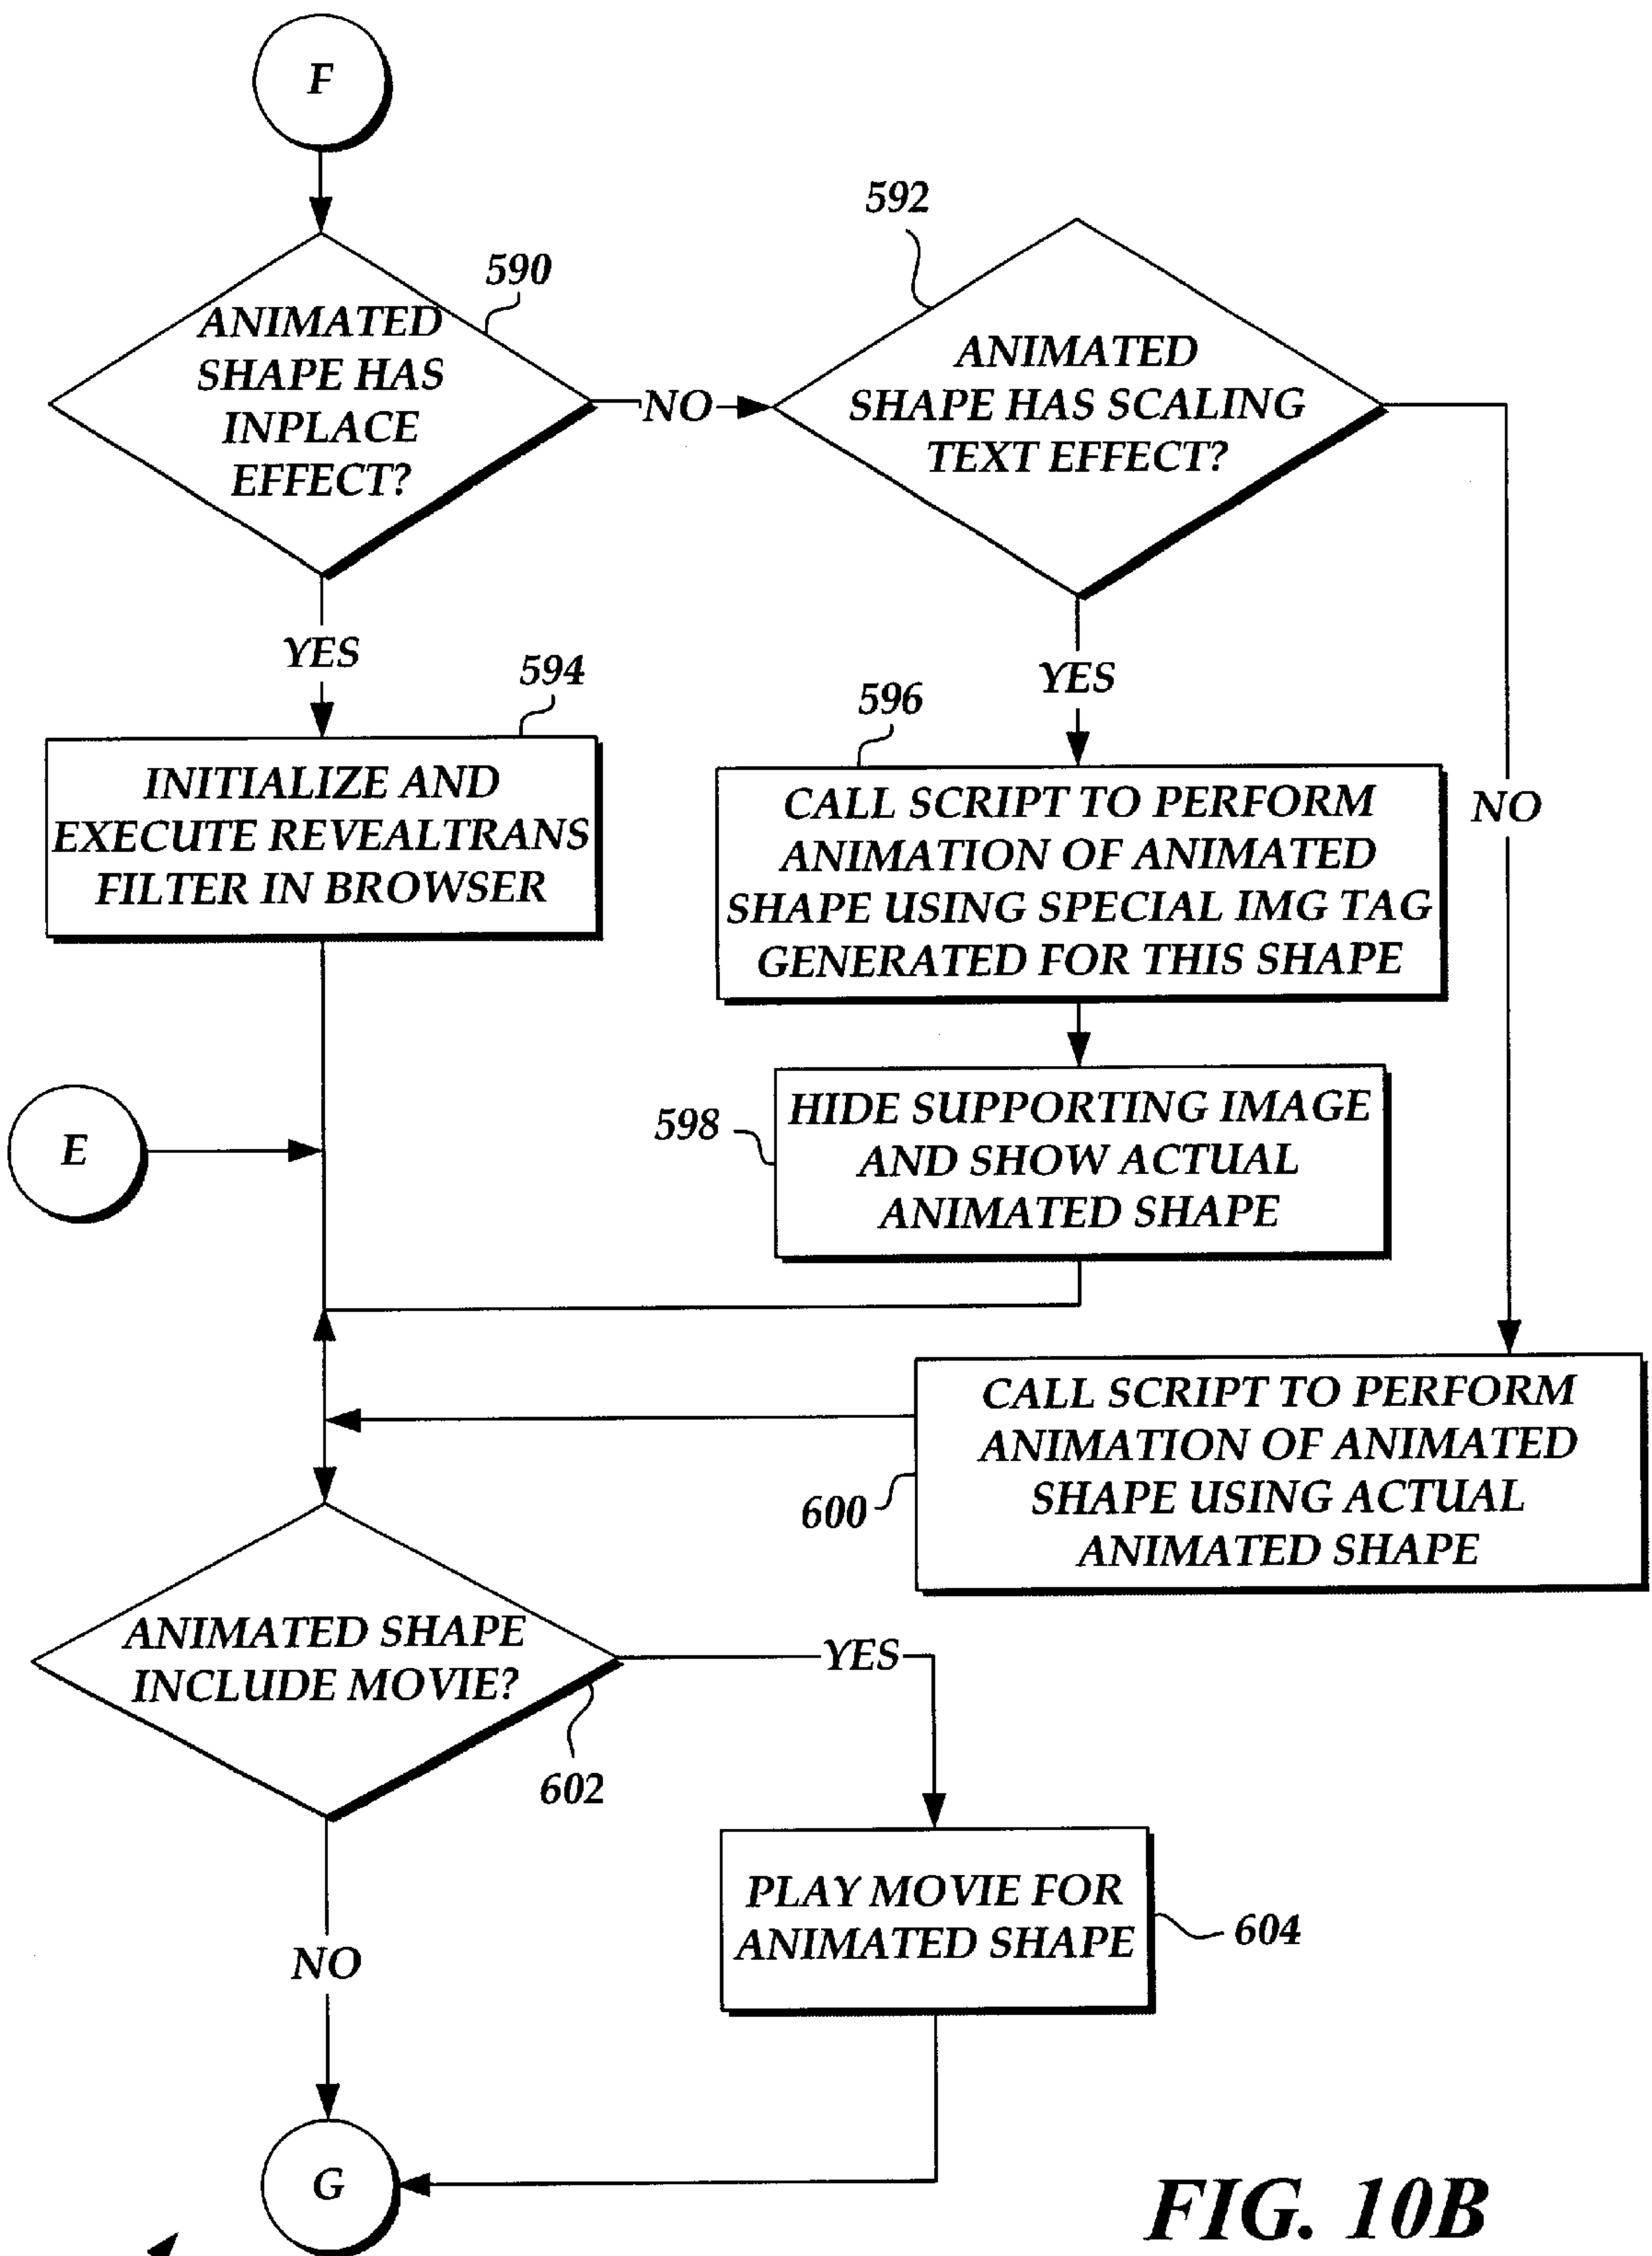 F
590
ANIMATED
SHAPE HAS
INPLACE
EFFECT?
NO
592
ANIMATED
SHAPE HAS SCALING
TEXT EFFECT?
YES
594
INITIALIZE AND
EXECUTE REVEALTRANS
FILTER IN BROWSER
YES
596
CALL SCRIPT TO PERFORM
ANIMATION OF ANIMATED
SHAPE USING SPECIAL IMG TAG
GENERATED FOR THIS SHAPE
NO
E
598
HIDE SUPPORTING IMAGE
AND SHOW ACTUAL
ANIMATED SHAPE
600
CALL SCRIPT TO PERFORM
ANIMATION OF ANIMATED
SHAPE USING ACTUAL
ANIMATED SHAPE
ANIMATED SHAPE
INCLUDE MOVIE?
602
YES
PLAY MOVIE FOR
ANIMATED SHAPE
604
NO
G
FIG. 10B